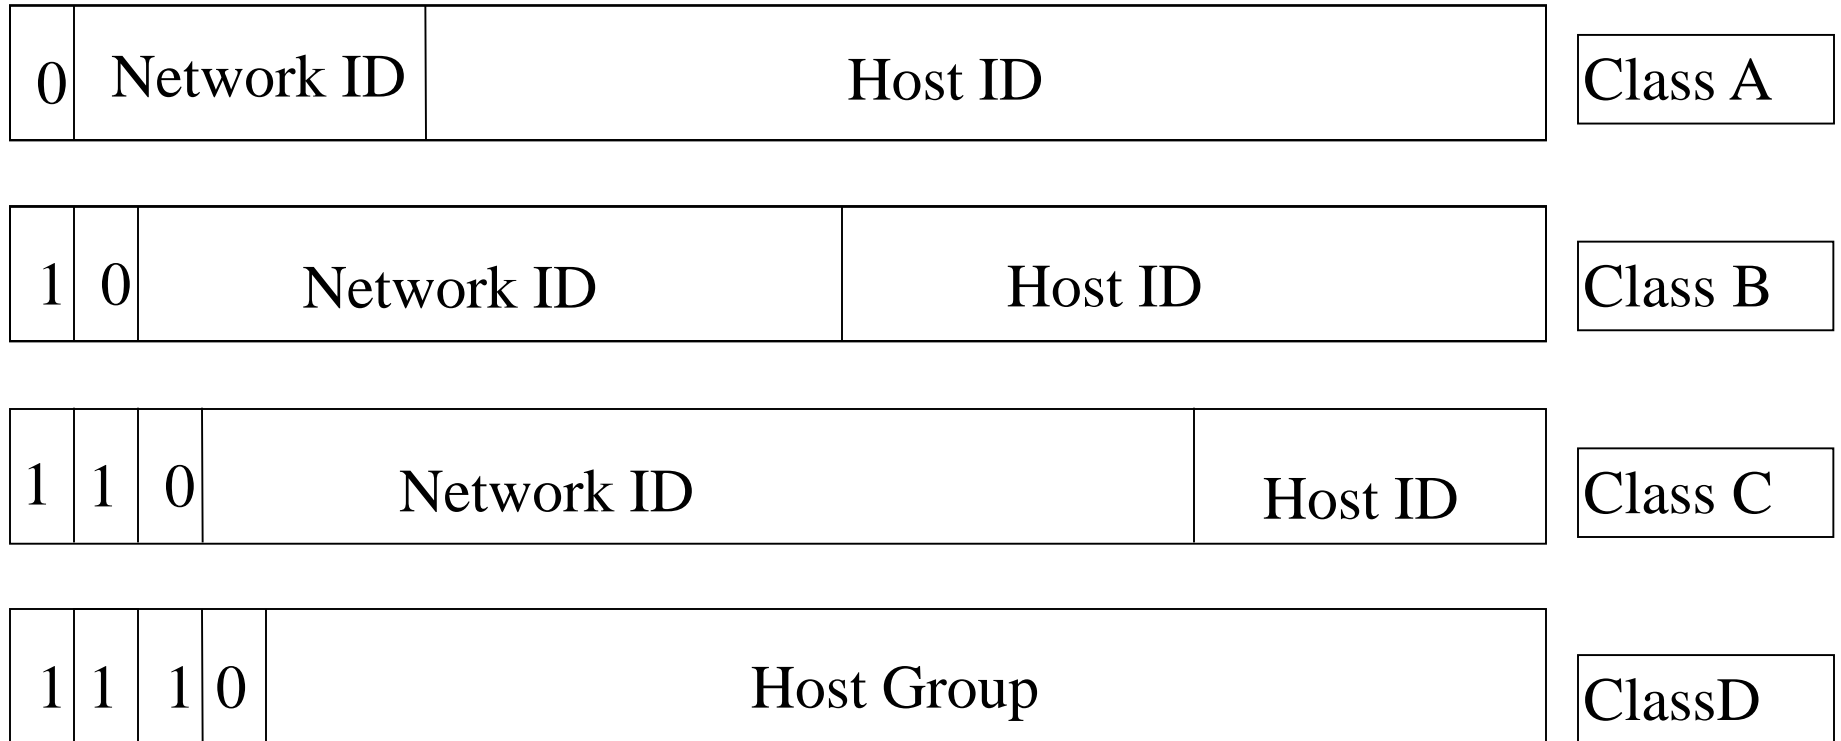 0 Network ID Host ID Class A
1 0 Network ID Host ID Class B
1 1 0 Network ID Host ID Class C
1 1 1 0 Host Group ClassD